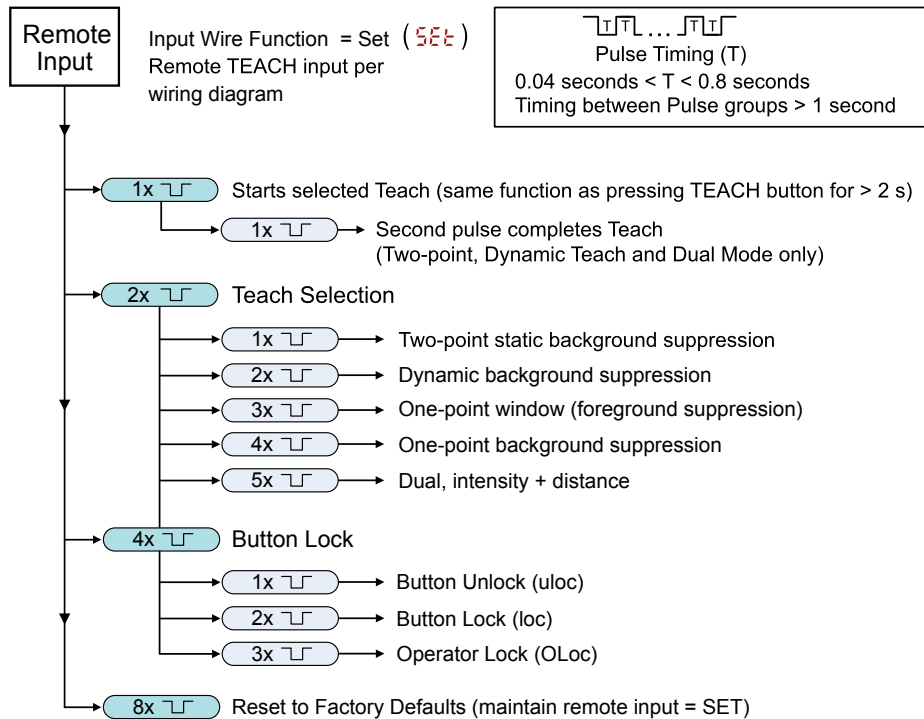 Remote
Input
Input Wire Function = Set (SEt)
Remote TEACH input per
wiring diagram
T T ... T T
Pulse Timing (T)
0.04 seconds < T < 0.8 seconds
Timing between Pulse groups > 1 second
1x Starts selected Teach (same function as pressing TEACH button for > 2 s)
1x Second pulse completes Teach
(Two-point, Dynamic Teach and Dual Mode only)
2x Teach Selection
1x Two-point static background suppression
2x Dynamic background suppression
3x One-point window (foreground suppression)
4x One-point background suppression
5x Dual, intensity + distance
4x Button Lock
1x Button Unlock (uloc)
2x Button Lock (loc)
3x Operator Lock (OLoc)
8x Reset to Factory Defaults (maintain remote input = SET)